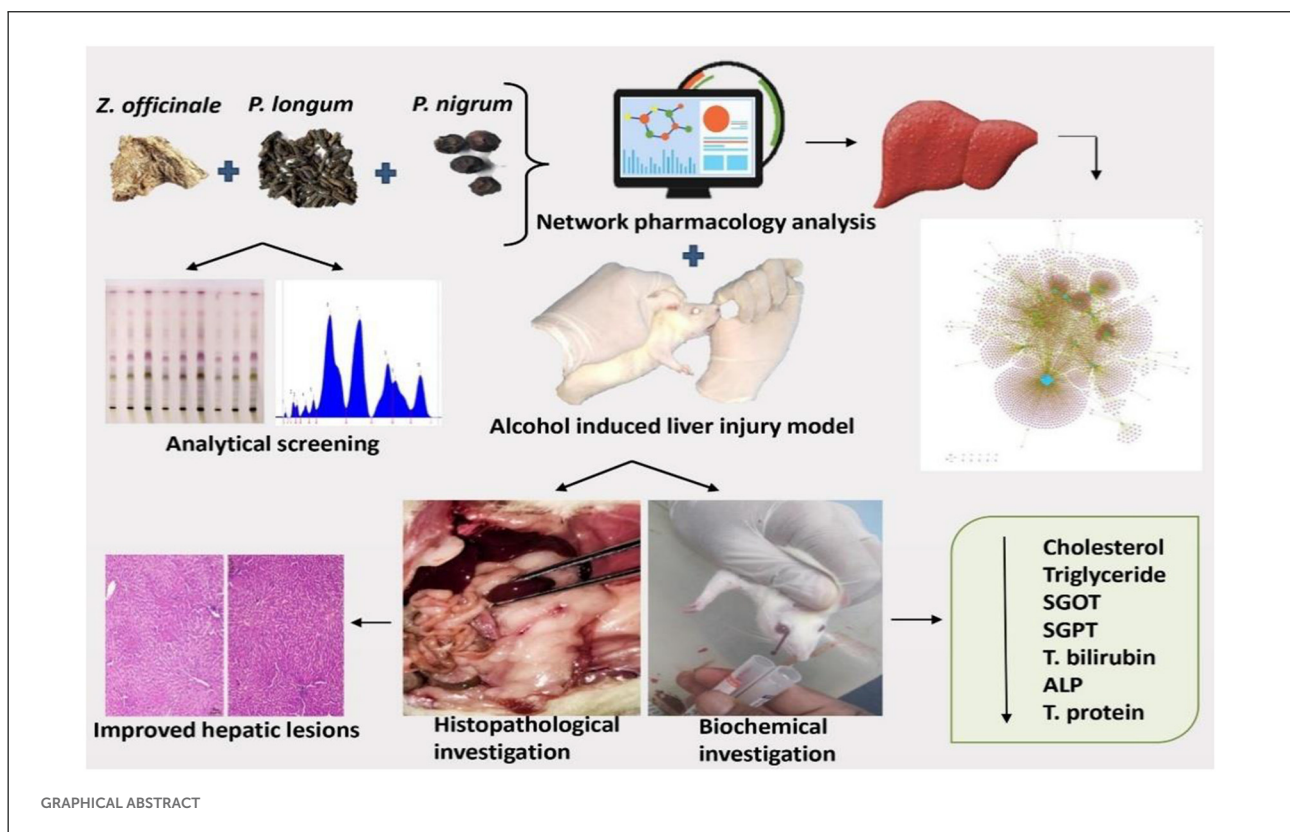 Z. officinale
P. longum
P. nigrum
Network pharmacology analysis
Analytical screening
Alcohol induced liver injury model
Improved hepatic lesions
Histopathological
investigation
Biochemical
investigation
Cholesterol
Triglyceride
SGOT
SGPT
T. bilirubin
ALP
T. protein
GRAPHICAL ABSTRACT